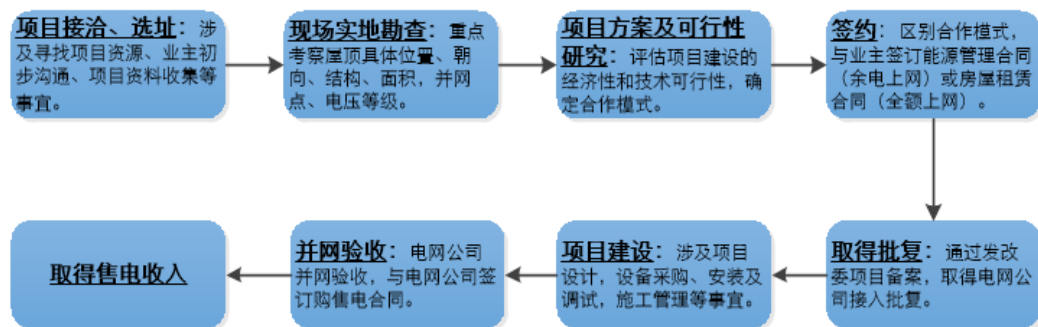 项目接洽、选址：涉
及寻找项目资源、业主初
步沟通、项目资料收集等
事宜。
现场实地勘查：重点
考察屋顶具体位置、朝
向、结构、面积，并网
点、电压等级。
项目方案及可行性
研究：评估项目建设的
经济性和技术可行性，确
定合作模式。
签约：区别合作模式，
与业主签订能源管理合同
（余电上网）或房屋租赁
合同（全额上网）。
取得批复：通过发改
委项目备案，取得电网公
司接入批复。
项目建设：涉及项目
设计，设备采购、安装及
调试，施工管理等事宜。
并网验收：电网公司
并网验收，与电网公司签
订购售电合同。
取得售电收入